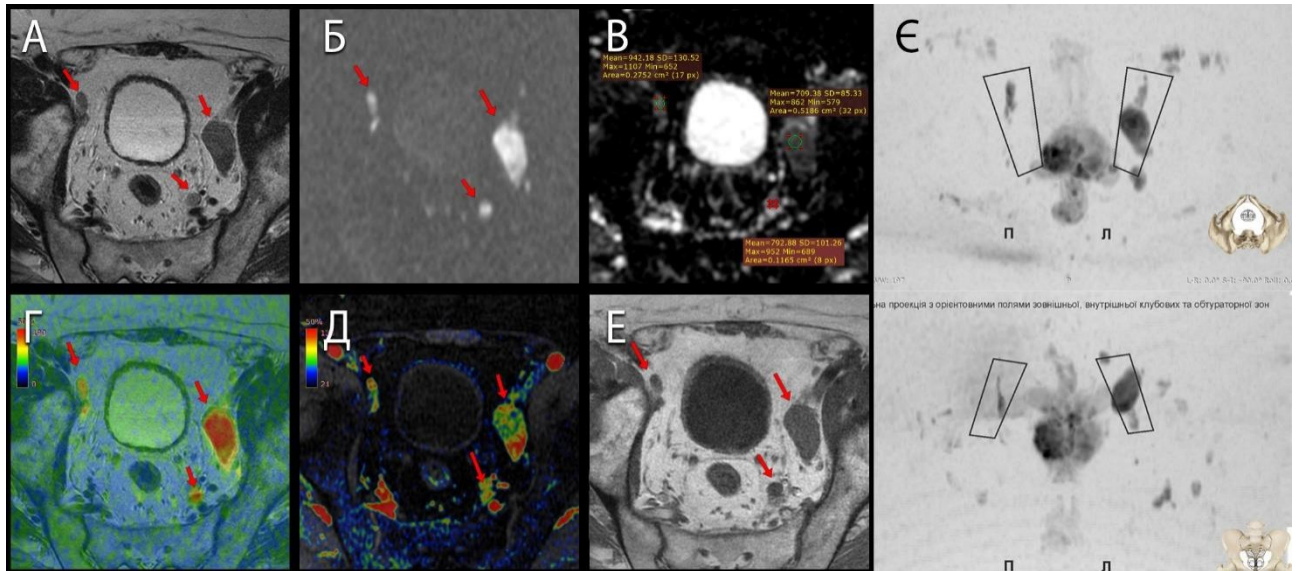 А
Б
В
Є
Mean=942.18 SD=130.52
Max=1107 Min=652
Area=0.2752 cm² (17 px)
Mean=709.38 SD=85.33
Max=862 Min=579
Area=0.5186 cm² (32 px)
Mean=792.88 SD=101.26
Max=952 Min=689
Area=0.1165 cm² (8 px)
П Л
Г
Д
Е
50%
21
0
проекція з орієнтовними полями зовнішньої, внутрішньої клубових та обтураторної зон
П Л